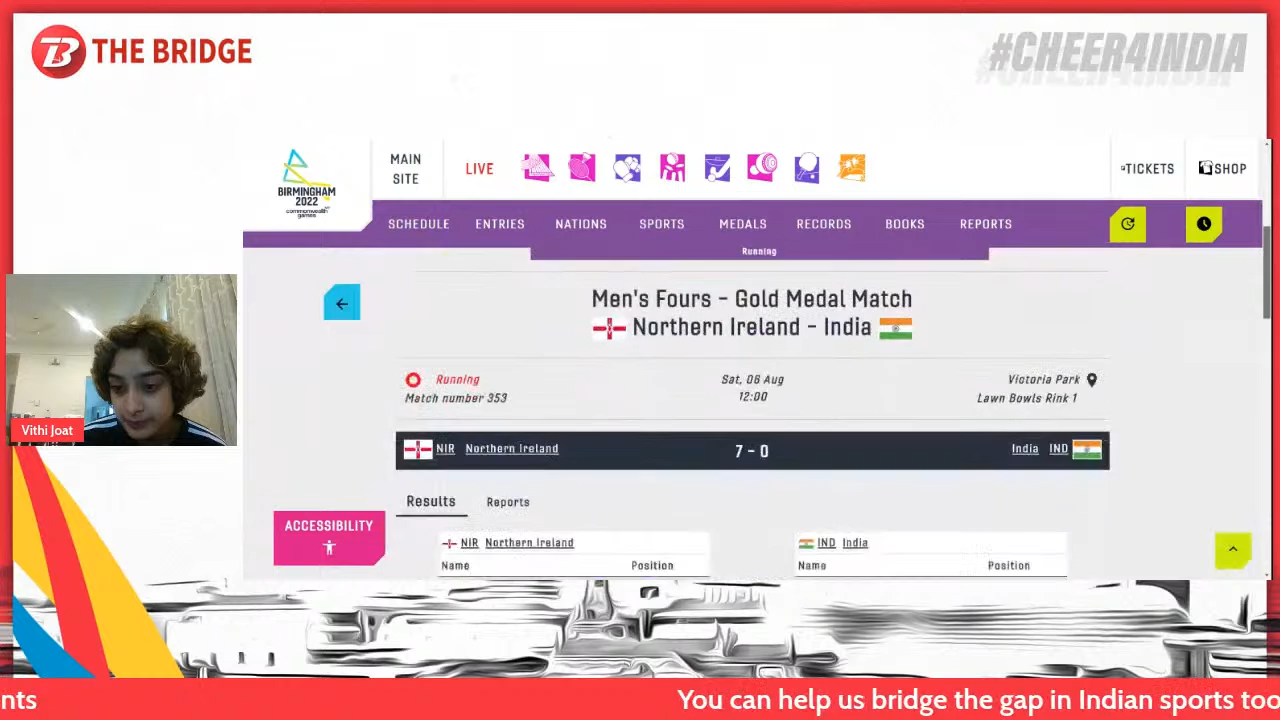 THE BRIDGE
#CHEER4INDIA
BIRMINGHAM
2022
commonwealth
games
MAIN
SITE
LIVE
TICKETS
SHOP
SCHEDULE
ENTRIES
NATIONS
SPORTS
MEDALS
RECORDS
BOOKS
REPORTS
Running
Men's Fours - Gold Medal Match
Northern Ireland - India
Running
Sat, 06 Aug
Victoria Park
Match number 353
12:00
Lawn Bowls Rink 1
NIR Northern Ireland
7 - 0
India IND
Results
Reports
Vithi Joat
ACCESSIBILITY
NIR Northern Ireland
IND India
Name Position
Name Position
nts
You can help us bridge the gap in Indian sports too